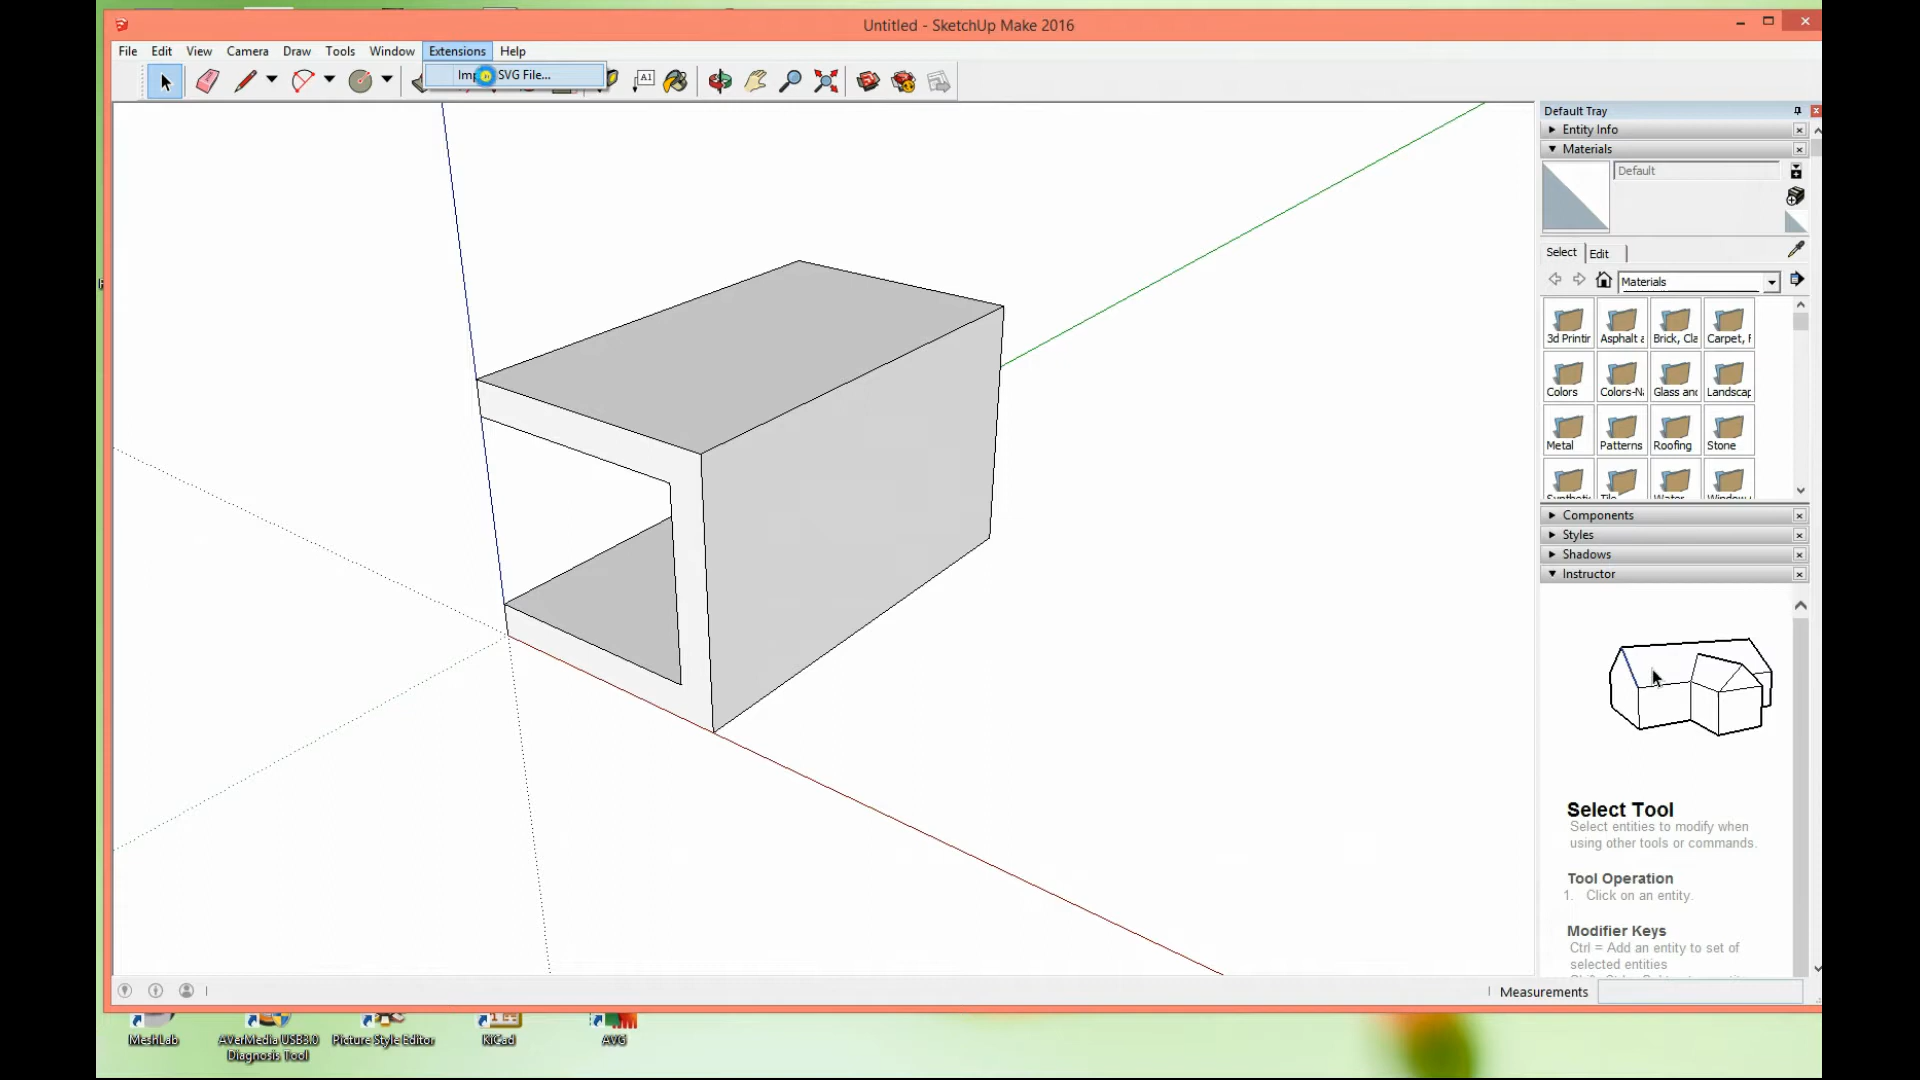 Untitled - SketchUp Make 2016
File Edit View Camera Draw Tools Window Extensions Help
SVG File...
A1
Default Tray
Entity Info
Materials
Default
Select Edit
Materials
3d Printir Asphalt Brick, Cla Carpet, F
Colors Colors-N Glass and Landscap
Metal Patterns Roofing Stone
Components
Styles
Shadows
Instructor
Select Tool
Select entities to modify when
using other tools or commands.
Tool Operation
1. Click on an entity.
Modifier Keys
Ctrl = Add an entity to set of
selected entities
Measurements
MeshLab AVerMedia USB3.0 Picture Style Editor KiCad AVG
Diagnosis Tool